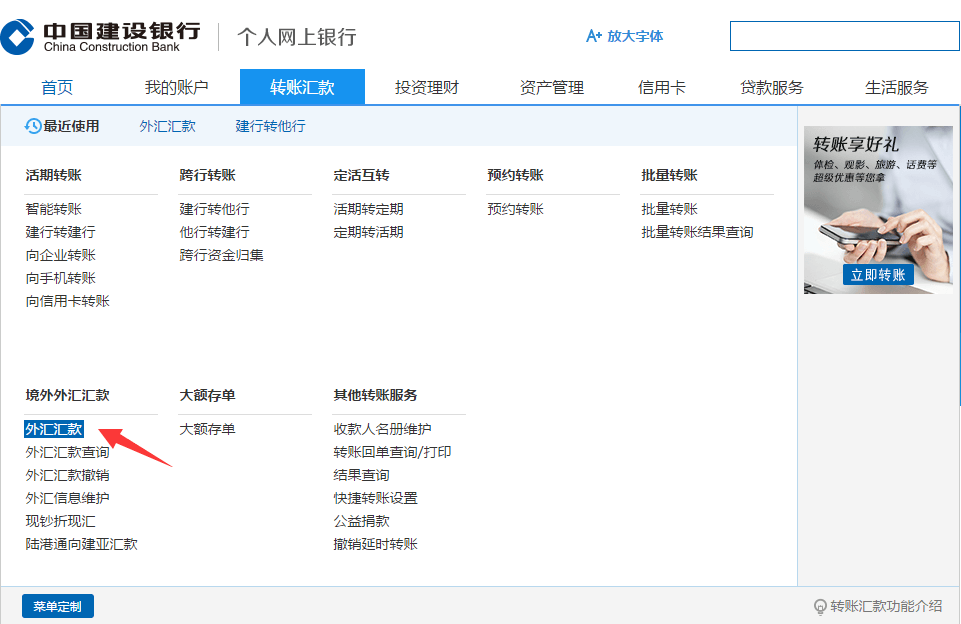 中国建设银行
China Construction Bank
个人网上银行
A+ 放大字体
首页 我的账户 转账汇款 投资理财 资产管理 信用卡 贷款服务 生活服务
最近使用 外汇汇款 建行转他行
活期转账 跨行转账 定活互转 预约转账 批量转账
智能转账 建行转他行 活期转定期 预约转账 批量转账
建行转建行 他行转建行 定期转活期 批量转账结果查询
向企业转账 跨行资金归集
向手机转账
向信用卡转账
转账享好礼
体检、观影、旅游、话费等
超级优惠等您拿
立即转账
境外外汇汇款 大额存单 其他转账服务
外汇汇款 大额存单 收款人名册维护
外汇汇款查询 转账回单查询/打印
外汇汇款撤销 结果查询
外汇信息维护 快捷转账设置
现钞折现汇 公益捐款
陆港通向建亚汇款 撤销延时转账
菜单定制 转账汇款功能介绍